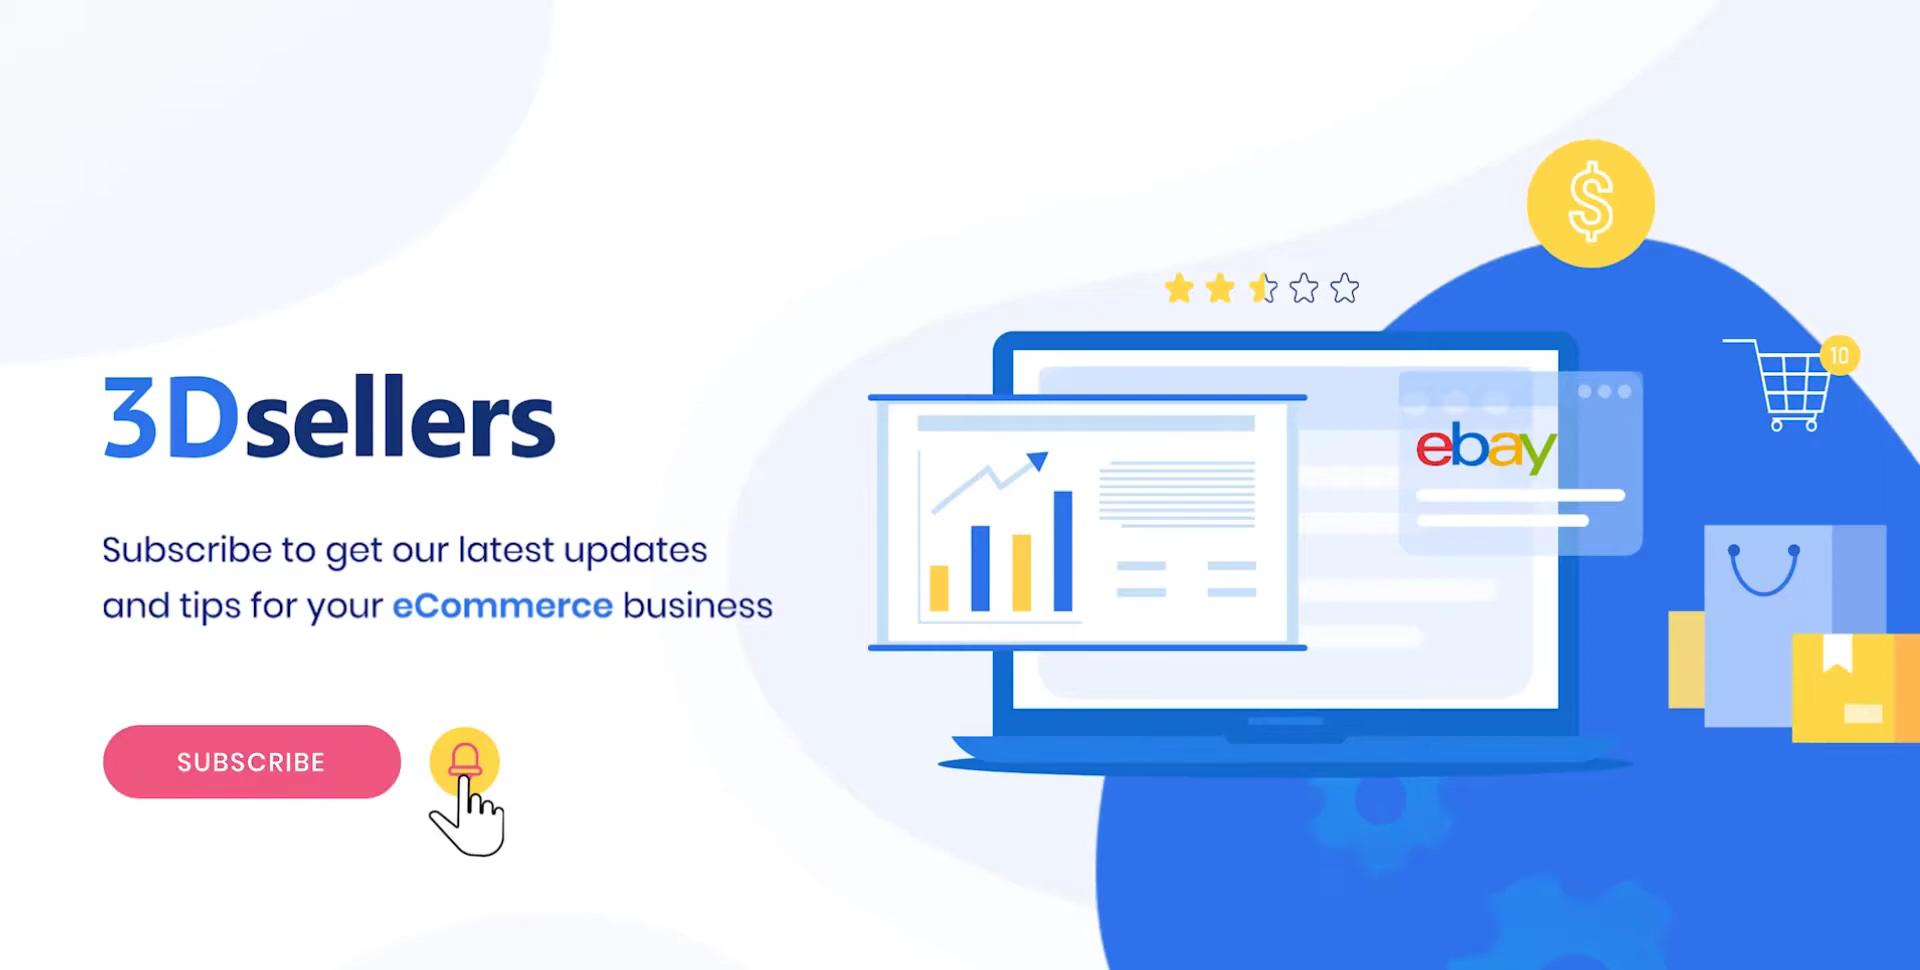 3Dsellers
Subscribe to get our latest updates
and tips for your eCommerce business
SUBSCRIBE
$
10
ebay